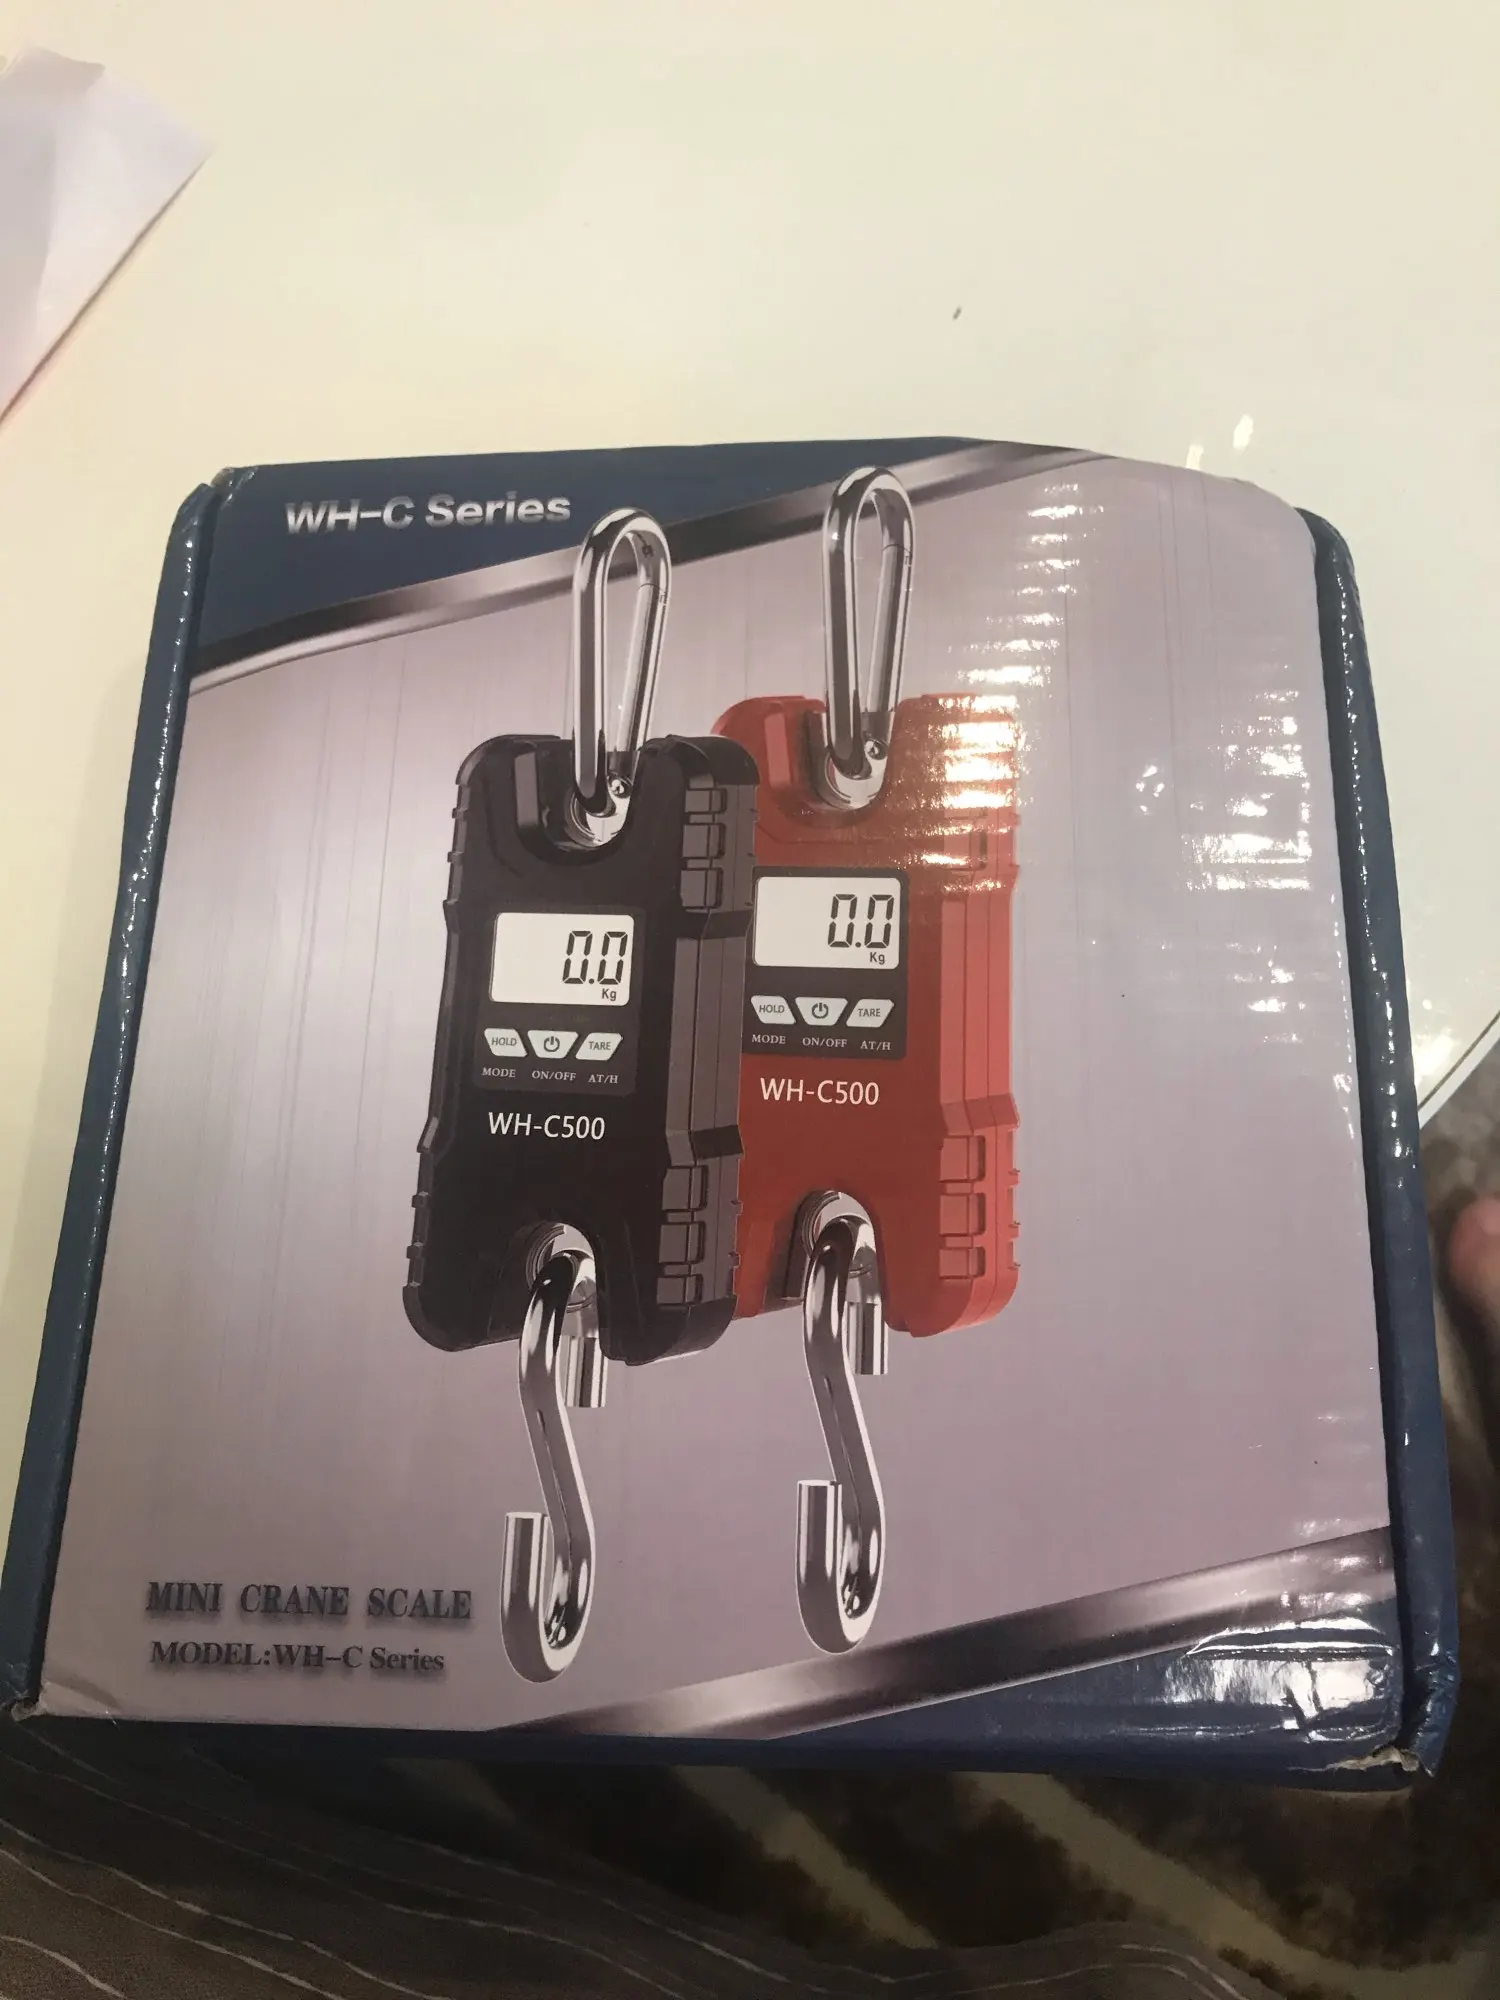 WH-C Series
0.0
Kg
HOLD TARE
MODE ON/OFF AT/H
WH-C500
0.0
Kg
HOLD TARE
MODE ON/OFF AT/H
WH-C500
MINI CRANE SCALE
MODEL:WH-C Series